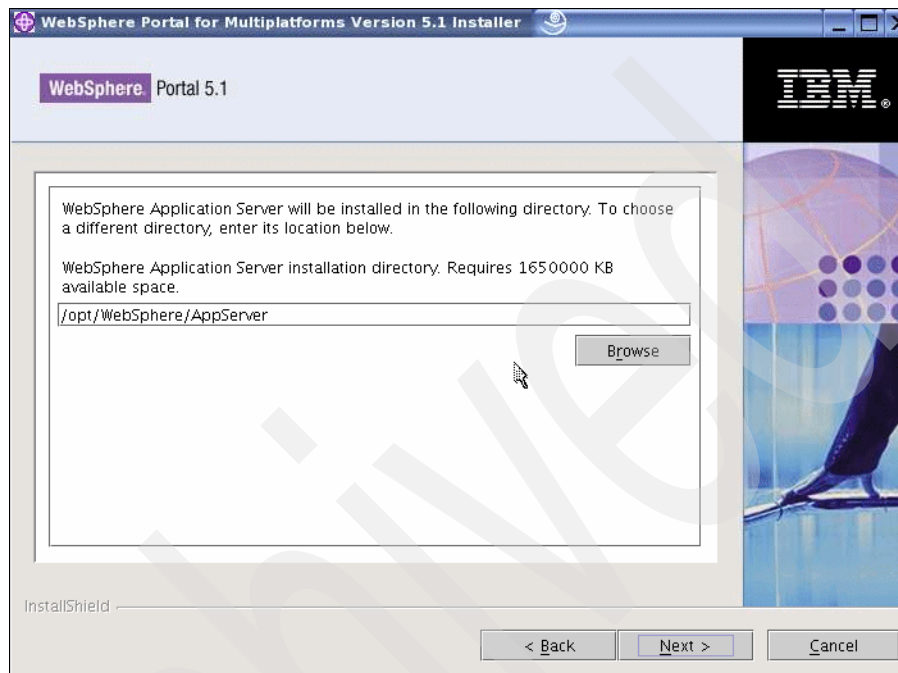 WebSphere Portal for Multiplatforms Version 5.1 Installer
WebSphere. Portal 5.1
IBM®
WebSphere Application Server will be installed in the following directory. To choose
a different directory, enter its location below.
WebSphere Application Server installation directory. Requires 1650000 KB
available space.
/opt/WebSphere/AppServer
Browse
InstallShield
< Back
Next >
Cancel